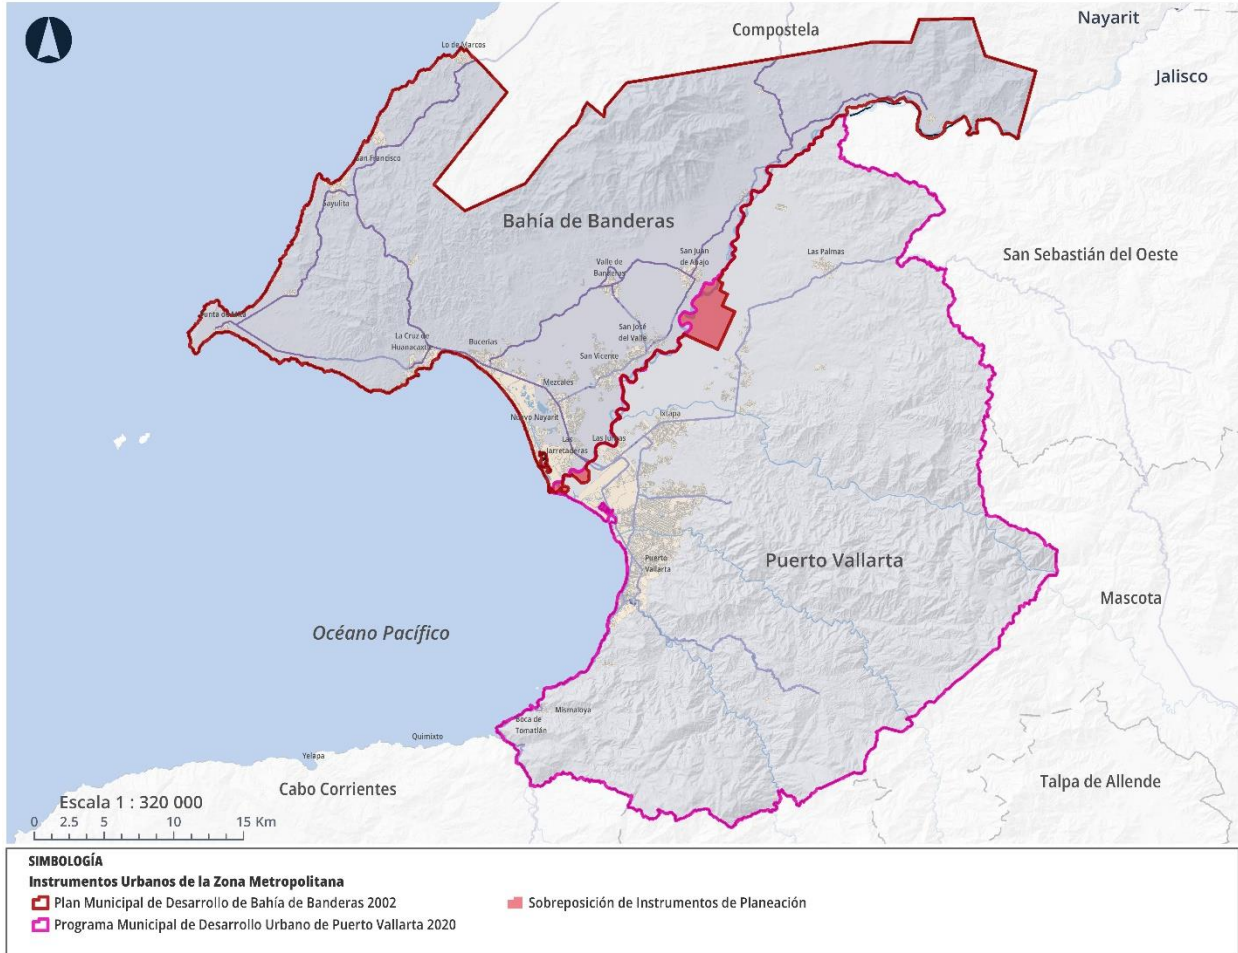 Nayarit
Compostela
Lo de Marcos
Jalisco
San Francisco
Sayulita
Bahía de Banderas
San Juan
de Abajo
Las Palmas
San Sebastián del Oeste
Valle de
Banderas
Punta de Mita
San José
del Valle
La Cruz de
Huanacaxtle
Bucerías
San Vicente
Mezcales
Nuevo Nayarit
Ixtapa
Las
Jarretaderas
Las Juntas
Puerto
Vallarta
Puerto Vallarta
Mascota
Océano Pacífico
Mismaloya
Boca de
Tomatlán
Quimixto
Yelapa
Cabo Corrientes
Talpa de Allende
Escala 1 : 320 000
0 2.5 5 10 15 Km
SIMBOLOGÍA
Instrumentos Urbanos de la Zona Metropolitana
Plan Municipal de Desarrollo de Bahía de Banderas 2002
Sobreposición de Instrumentos de Planeación
Programa Municipal de Desarrollo Urbano de Puerto Vallarta 2020